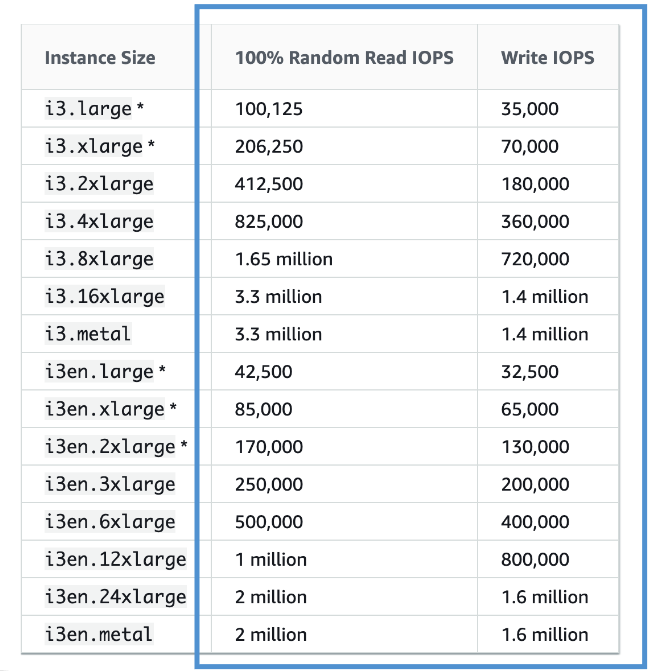 Instance Size 100% Random Read IOPS Write IOPS
i3.large * 100,125 35,000
i3.xlarge * 206,250 70,000
i3.2xlarge 412,500 180,000
i3.4xlarge 825,000 360,000
i3.8xlarge 1.65 million 720,000
i3.16xlarge 3.3 million 1.4 million
i3.metal 3.3 million 1.4 million
i3en.large * 42,500 32,500
i3en.xlarge * 85,000 65,000
i3en.2xlarge * 170,000 130,000
i3en.3xlarge 250,000 200,000
i3en.6xlarge 500,000 400,000
i3en.12xlarge 1 million 800,000
i3en.24xlarge 2 million 1.6 million
i3en.metal 2 million 1.6 million